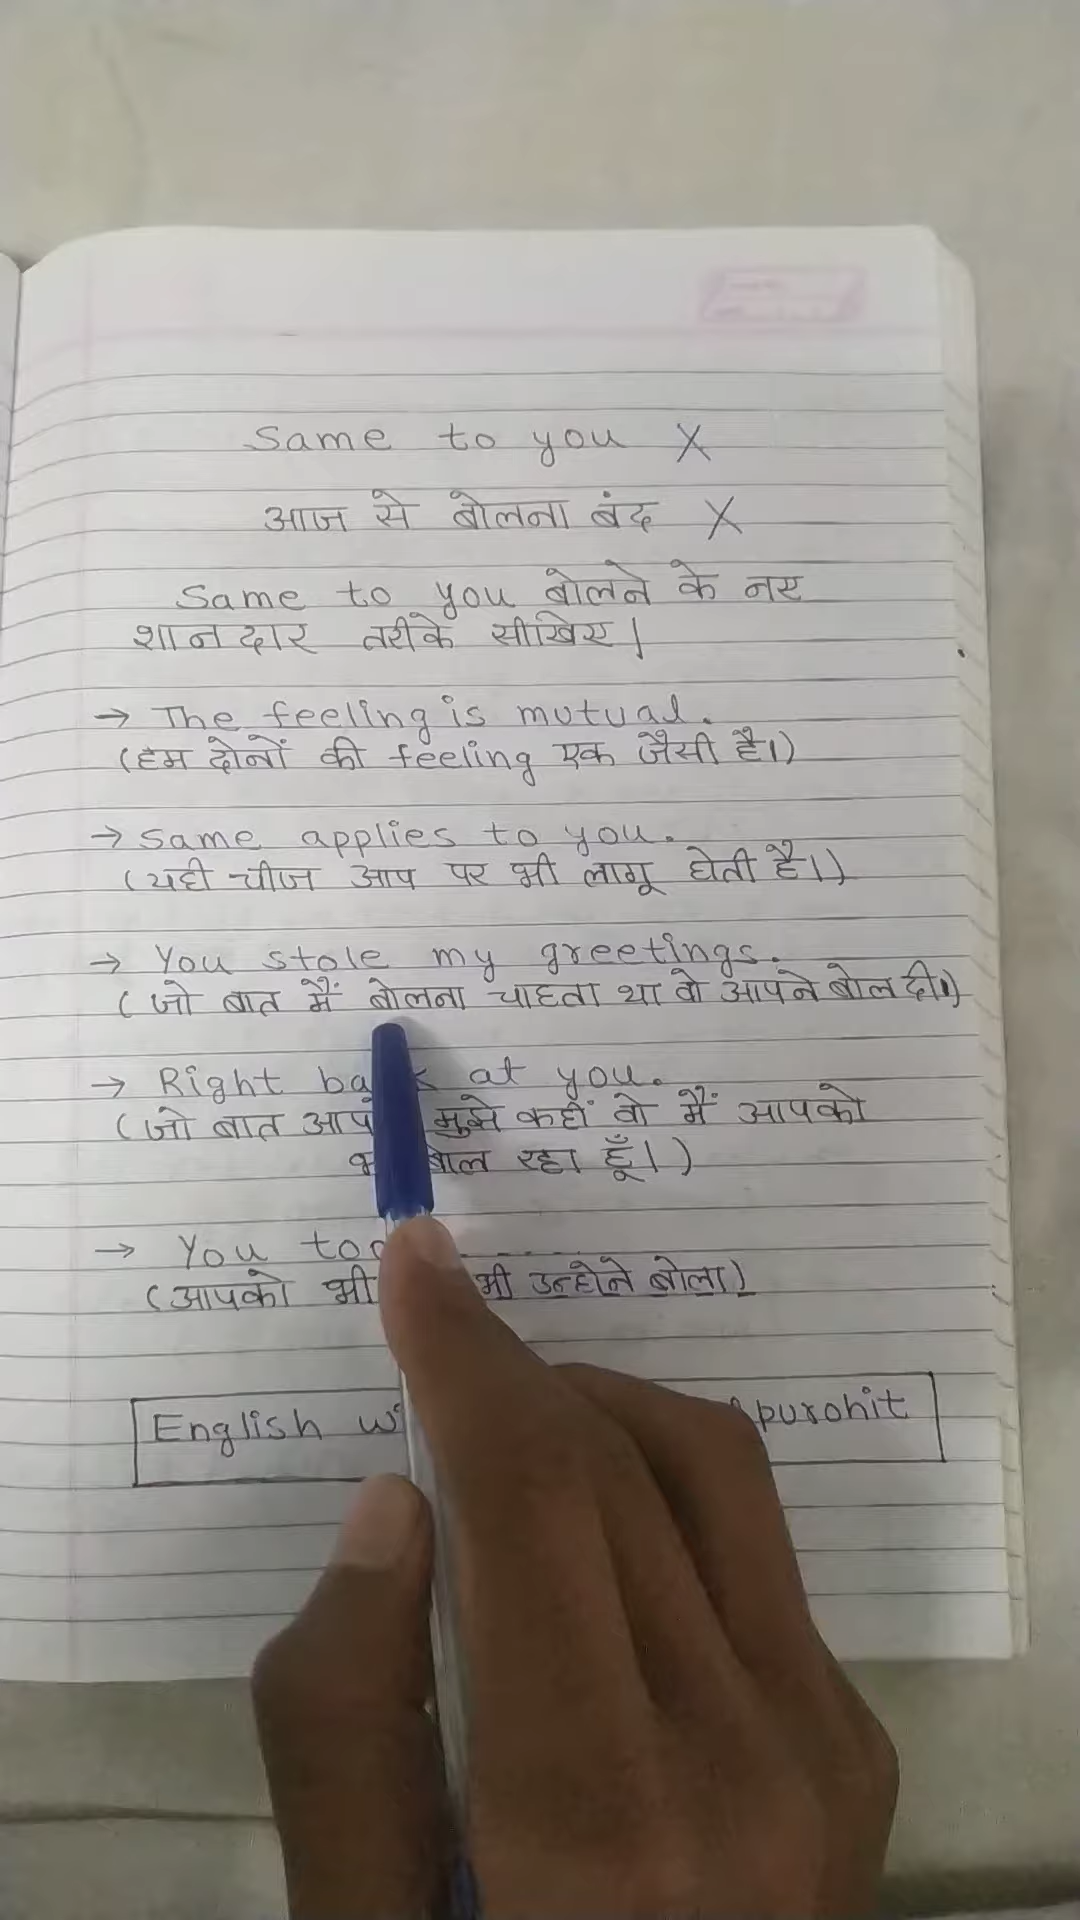 Same to you X
आज से बोलना बंद X
Same to you बोलने के नए
शानदार तरीके सीखिए।
→ The feeling is mutual.
(हम दोनों की feeling एक जैसी है।)
→ Same applies to you.
(यही चीज आप पर भी लागू होती है।)
→ You stole my greetings.
(जो बात मैं बोलना चाहता था वो आपने बोल दी।)
→ Right at you.
(जो बात मुझे कहीं वो मैं आपको
रहा हूँ।)
→ You too
(आपको भी भी उन्होने बोला)
English